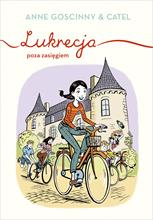 ANNE GOSCINNY & CATEL
Lukrecja
poza zasięgiem